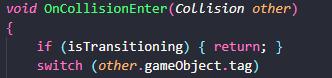 void OnCollisionEnter(Collision other)
{
if (isTransitioning) { return; }
switch (other.gameObject.tag)